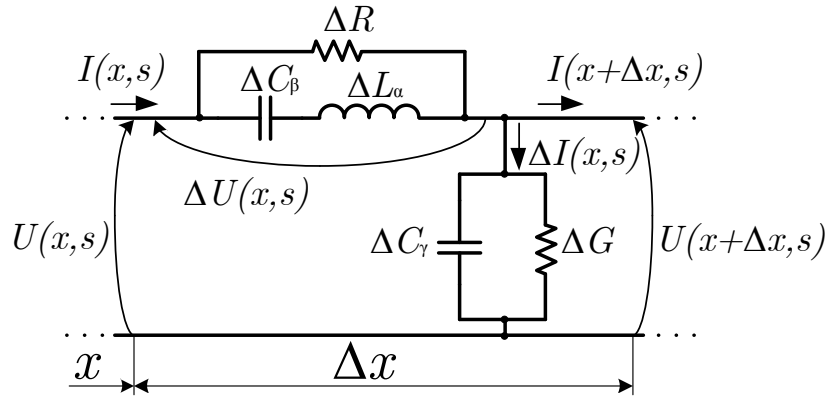 ΔR
I(x,s)
ΔC_β
ΔL_α
I(x+Δx,s)
. . .
. . .
ΔI(x,s)
ΔU(x,s)
U(x,s)
ΔC_γ
ΔG
U(x+Δx,s)
. . .
. . .
x
Δx